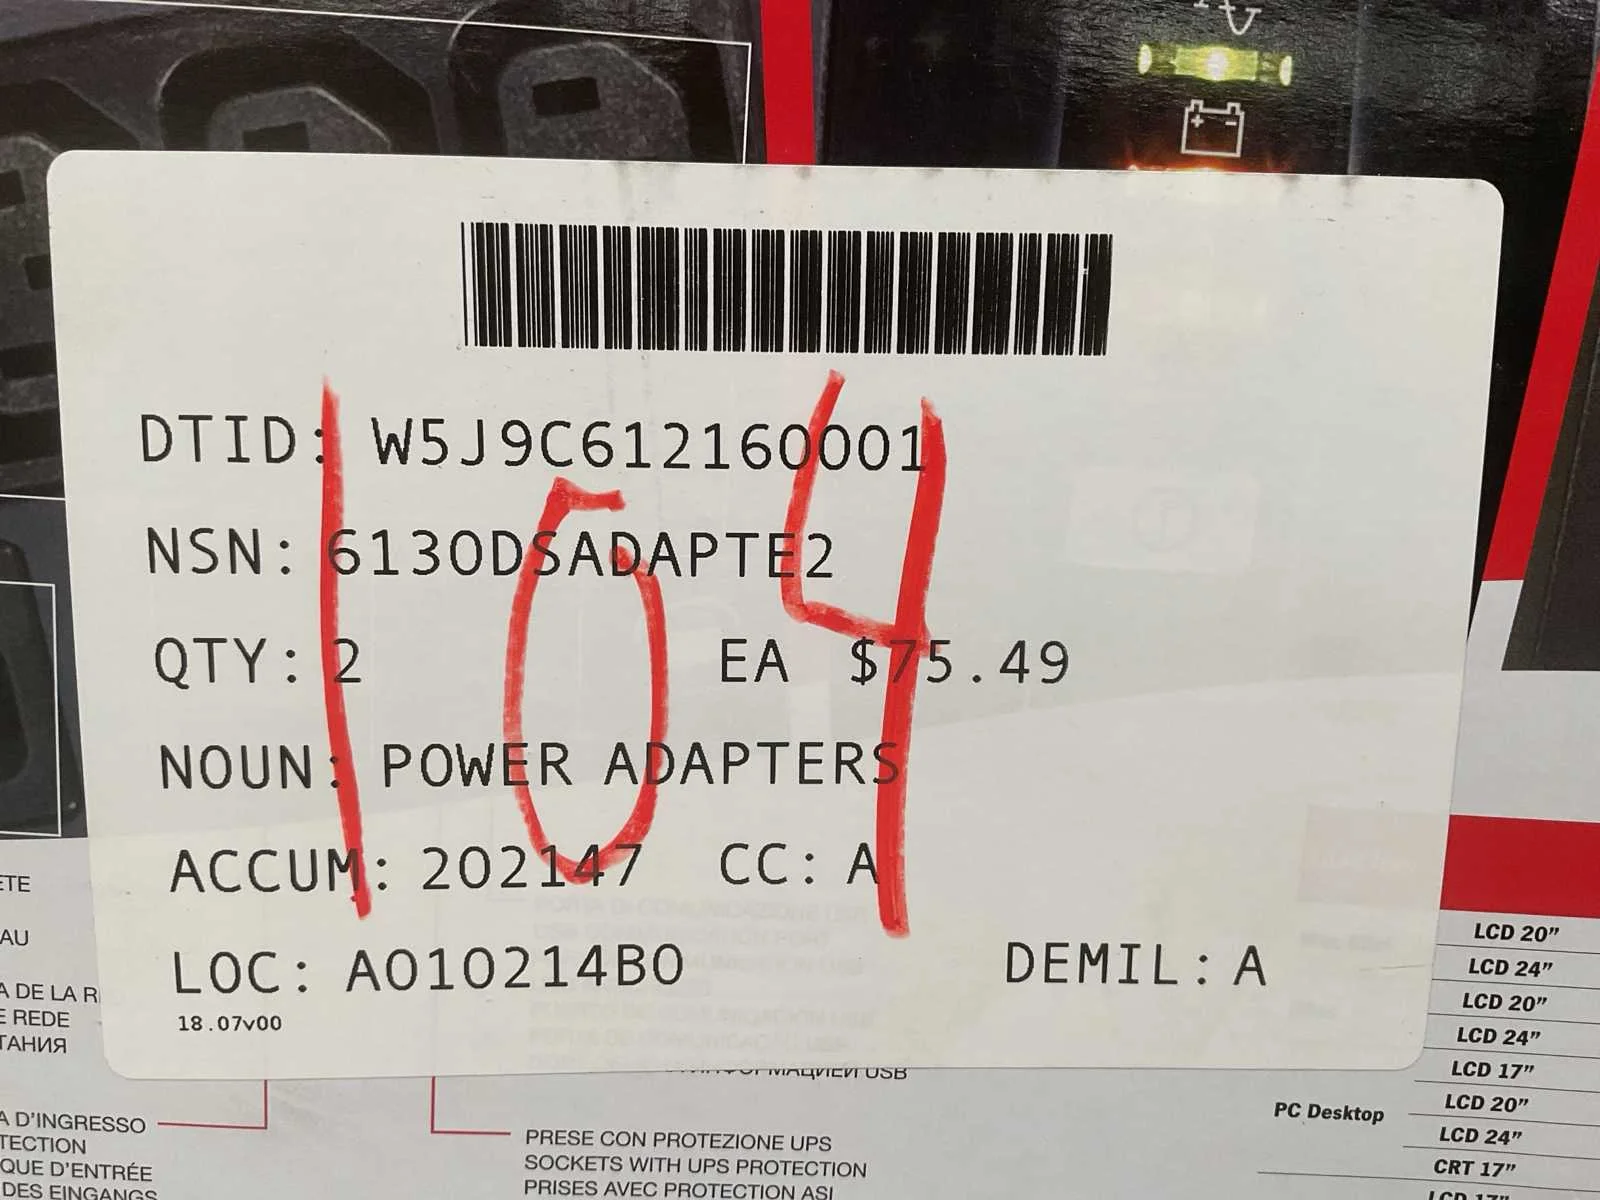 DTID: W5J9C612160001
NSN: 6130DSADAPTE2
QTY: 2 EA $75.49
NOUN: POWER ADAPTERS
ACCUM: 202147 CC: A
LOC: A010214B0 DEMIL: A
18.07v00
104
ETE
AU
A DE LA R
E REDE
ТАНИЯ
A D'INGRESSO
TECTION
QUE D'ENTRÉE
DES EINGANGS
USB
PRESE CON PROTEZIONE UPS
SOCKETS WITH UPS PROTECTION
PRISES AVEC PROTECTION ASI
PC Desktop
LCD 20”
LCD 24”
LCD 20”
LCD 24”
LCD 17”
LCD 20”
LCD 24”
CRT 17”
LCD 17”